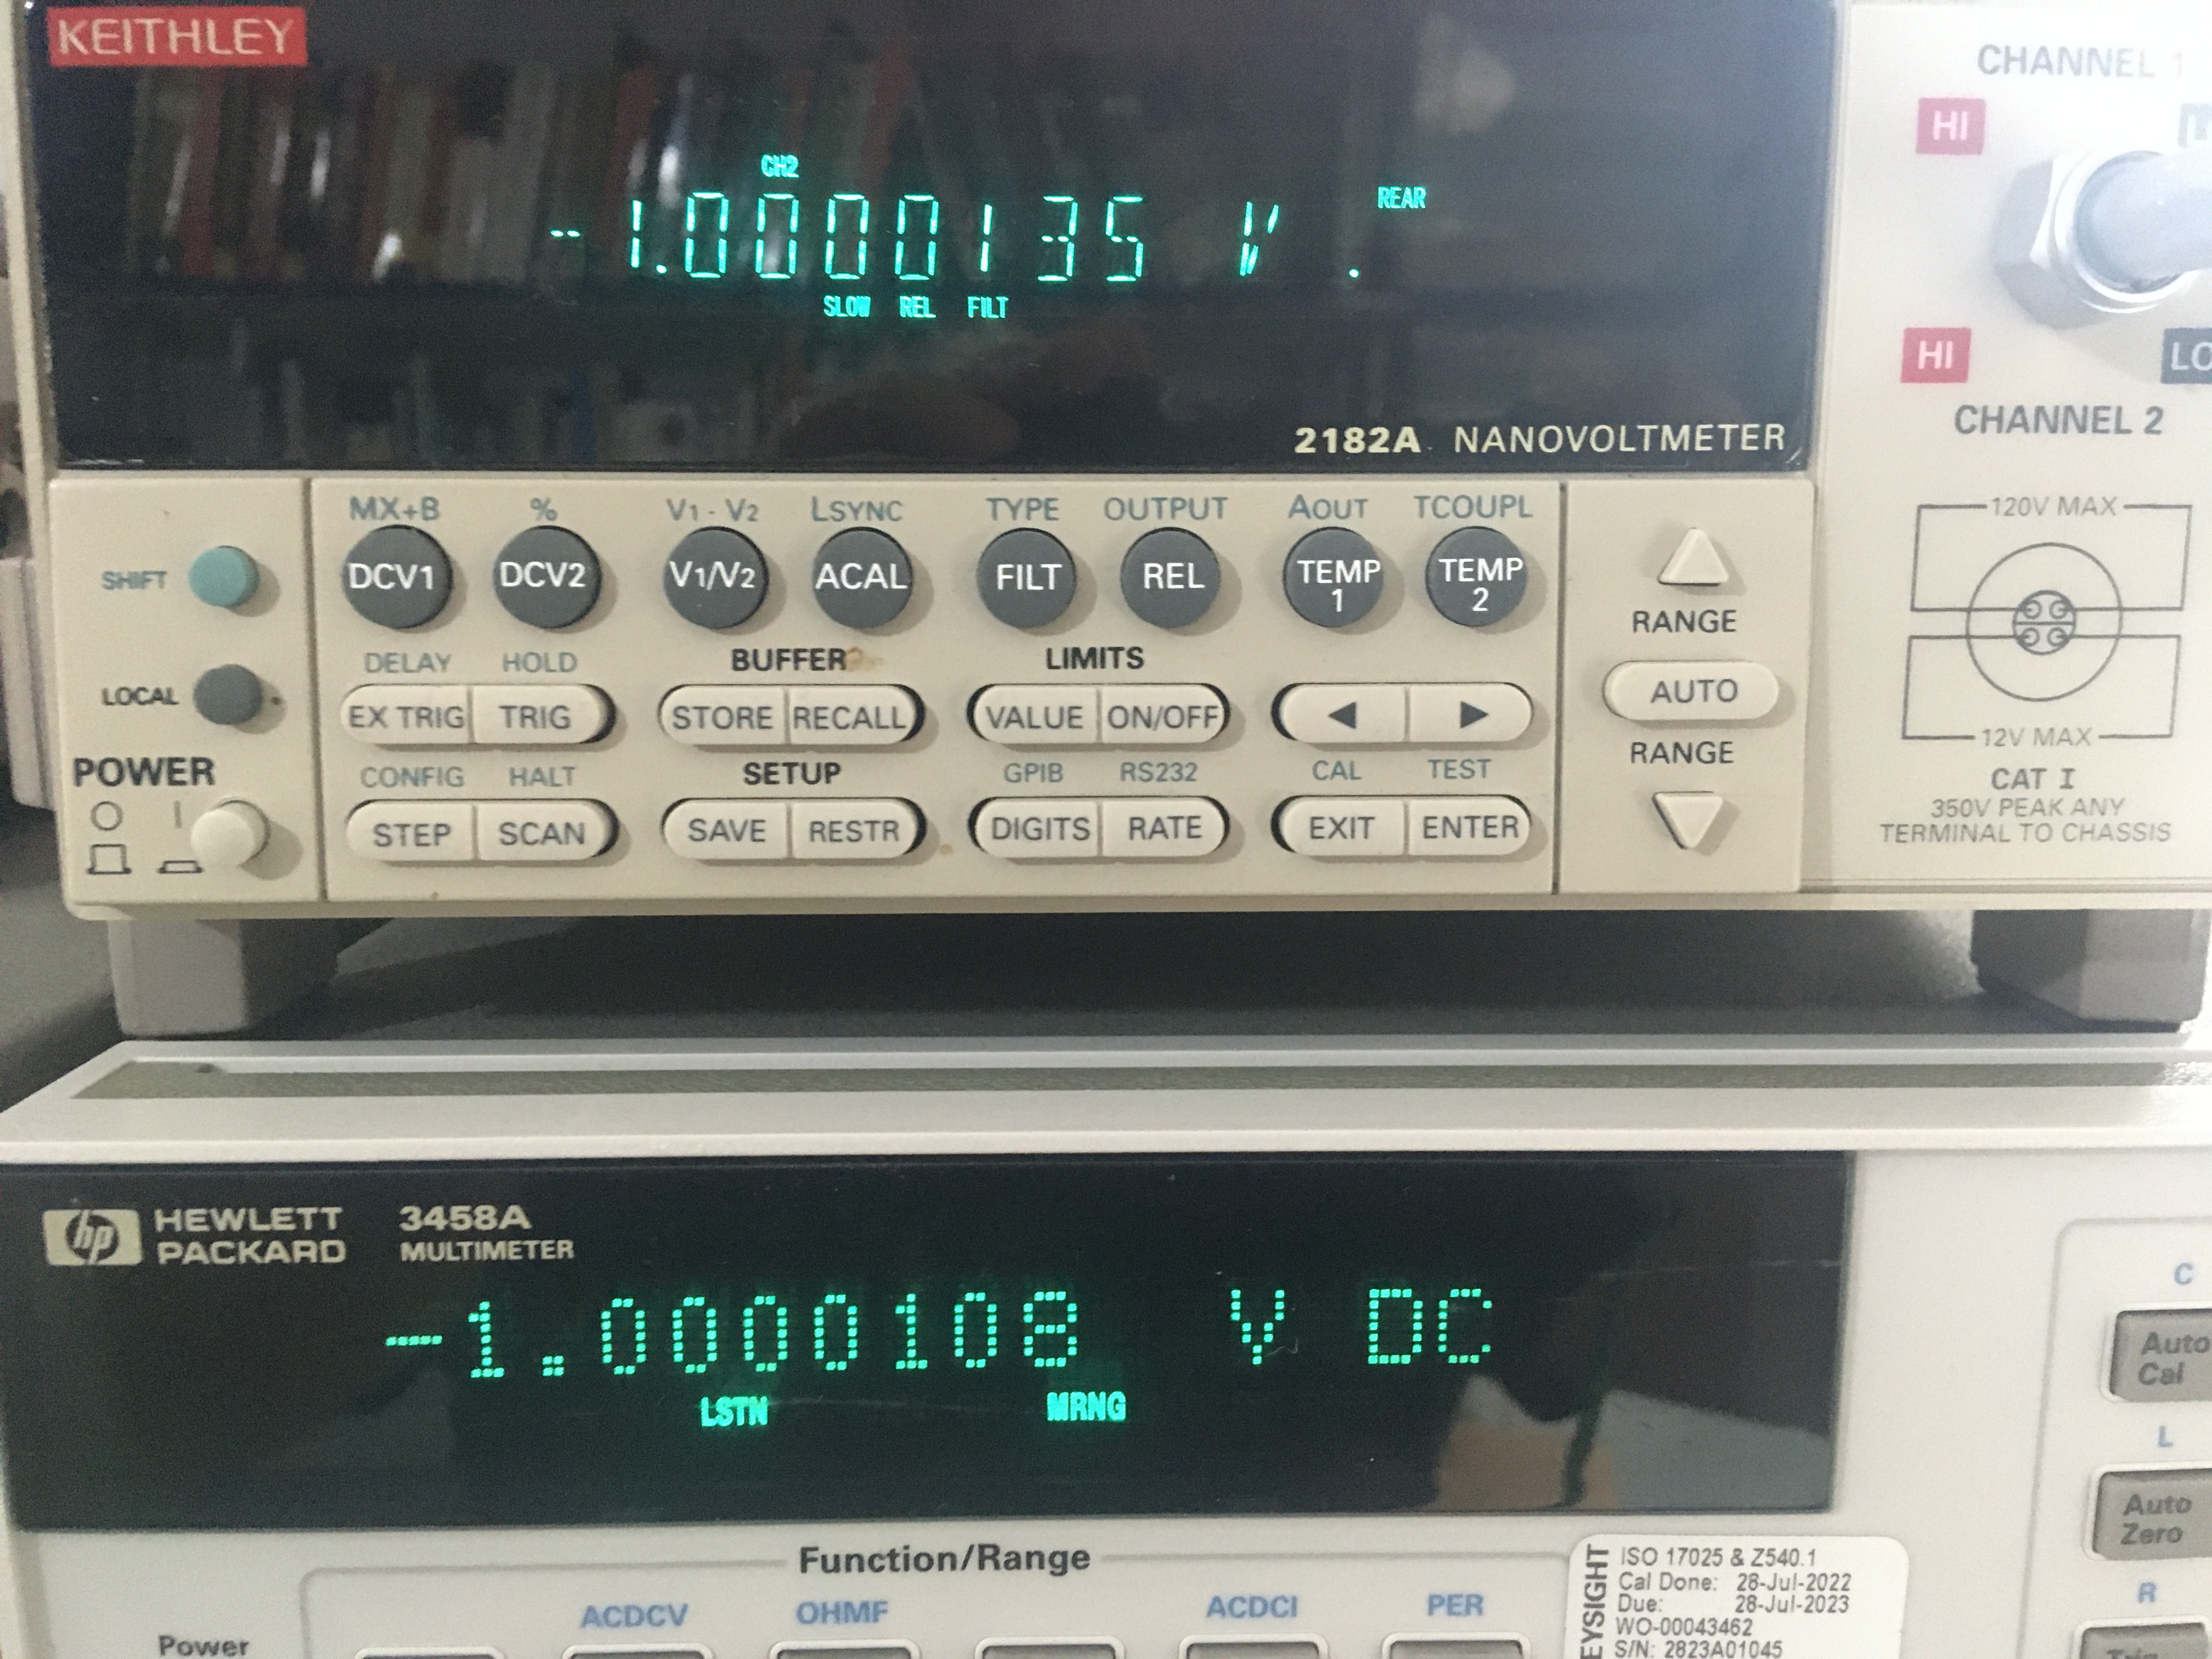 KEITHLEY
CH2
-1.0000135 V .
REAR
SLOW REL FILT
2182A NANOVOLTMETER
CHANNEL 1
HI
HI LO
CHANNEL 2
120V MAX
12V MAX
CAT I
350V PEAK ANY
TERMINAL TO CHASSIS
MX+B % V1 - V2 LSYNC TYPE OUTPUT AOUT TCOUPL
SHIFT DCV1 DCV2 V1/V2 ACAL FILT REL TEMP 1 TEMP 2
RANGE
DELAY HOLD BUFFER LIMITS
LOCAL EX TRIG TRIG STORE RECALL VALUE ON/OFF ◀ ▶ AUTO
RANGE
POWER CONFIG HALT SETUP GPIB RS232 CAL TEST
STEP SCAN SAVE RESTR DIGITS RATE EXIT ENTER
hp HEWLETT PACKARD
3458A
MULTIMETER
-1.0000108 V DC
LSTN MRNG
C
Auto
Cal
L
Auto
Zero
R
Function/Range
ACDCV OHMF ACDCI PER
Power
ISO 17025 & Z540.1
Cal Done: 28-Jul-2022
Due: 28-Jul-2023
WO-00043462
S/N: 2823A01045